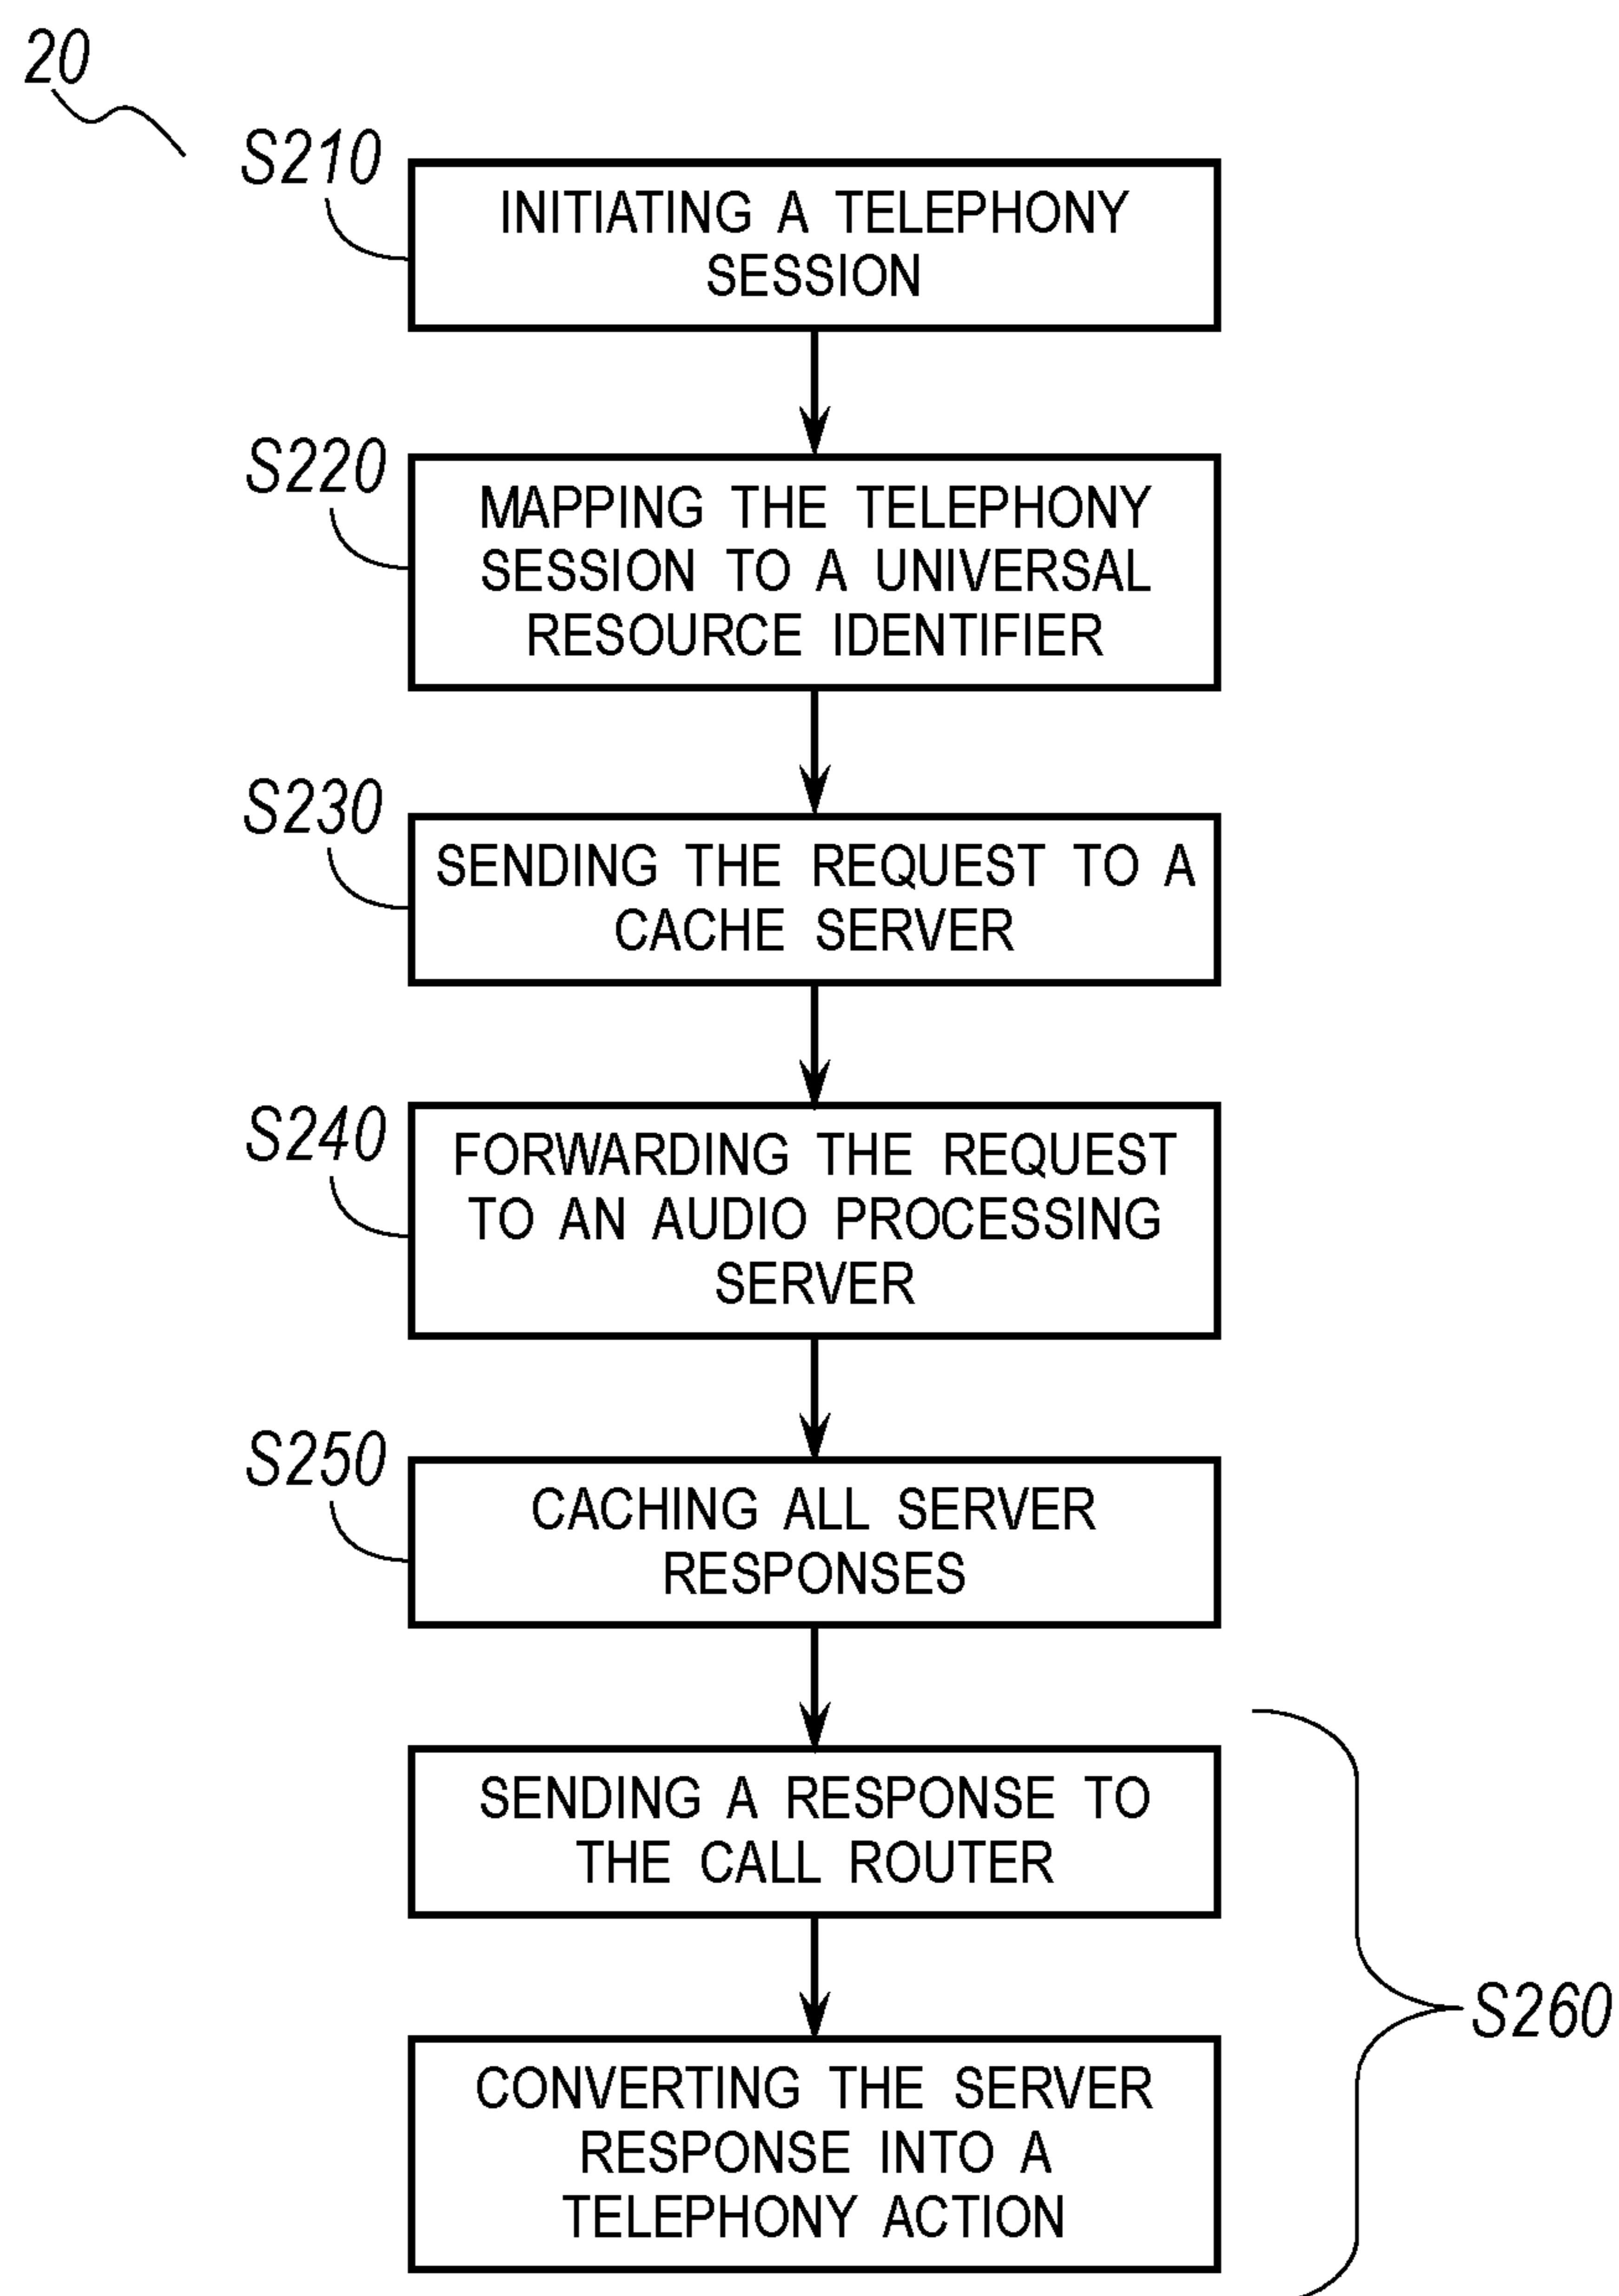 20
S210
INITIATING A TELEPHONY
SESSION
S220
MAPPING THE TELEPHONY
SESSION TO A UNIVERSAL
RESOURCE IDENTIFIER
S230
SENDING THE REQUEST TO A
CACHE SERVER
S240
FORWARDING THE REQUEST
TO AN AUDIO PROCESSING
SERVER
S250
CACHING ALL SERVER
RESPONSES
SENDING A RESPONSE TO
THE CALL ROUTER
S260
CONVERTING THE SERVER
RESPONSE INTO A
TELEPHONY ACTION